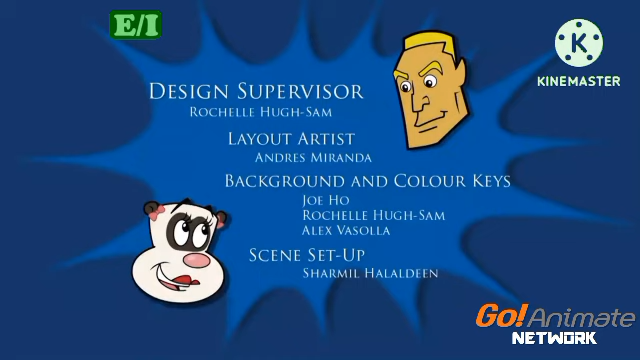 E/I
KINEMASTER
DESIGN SUPERVISOR
ROCHELLE HUGH-SAM
LAYOUT ARTIST
ANDRES MIRANDA
BACKGROUND AND COLOUR KEYS
JOE HO
ROCHELLE HUGH-SAM
ALEX VASOLLA
SCENE SET-UP
SHARMIL HALALDEEN
Go!Animate
NETWORK